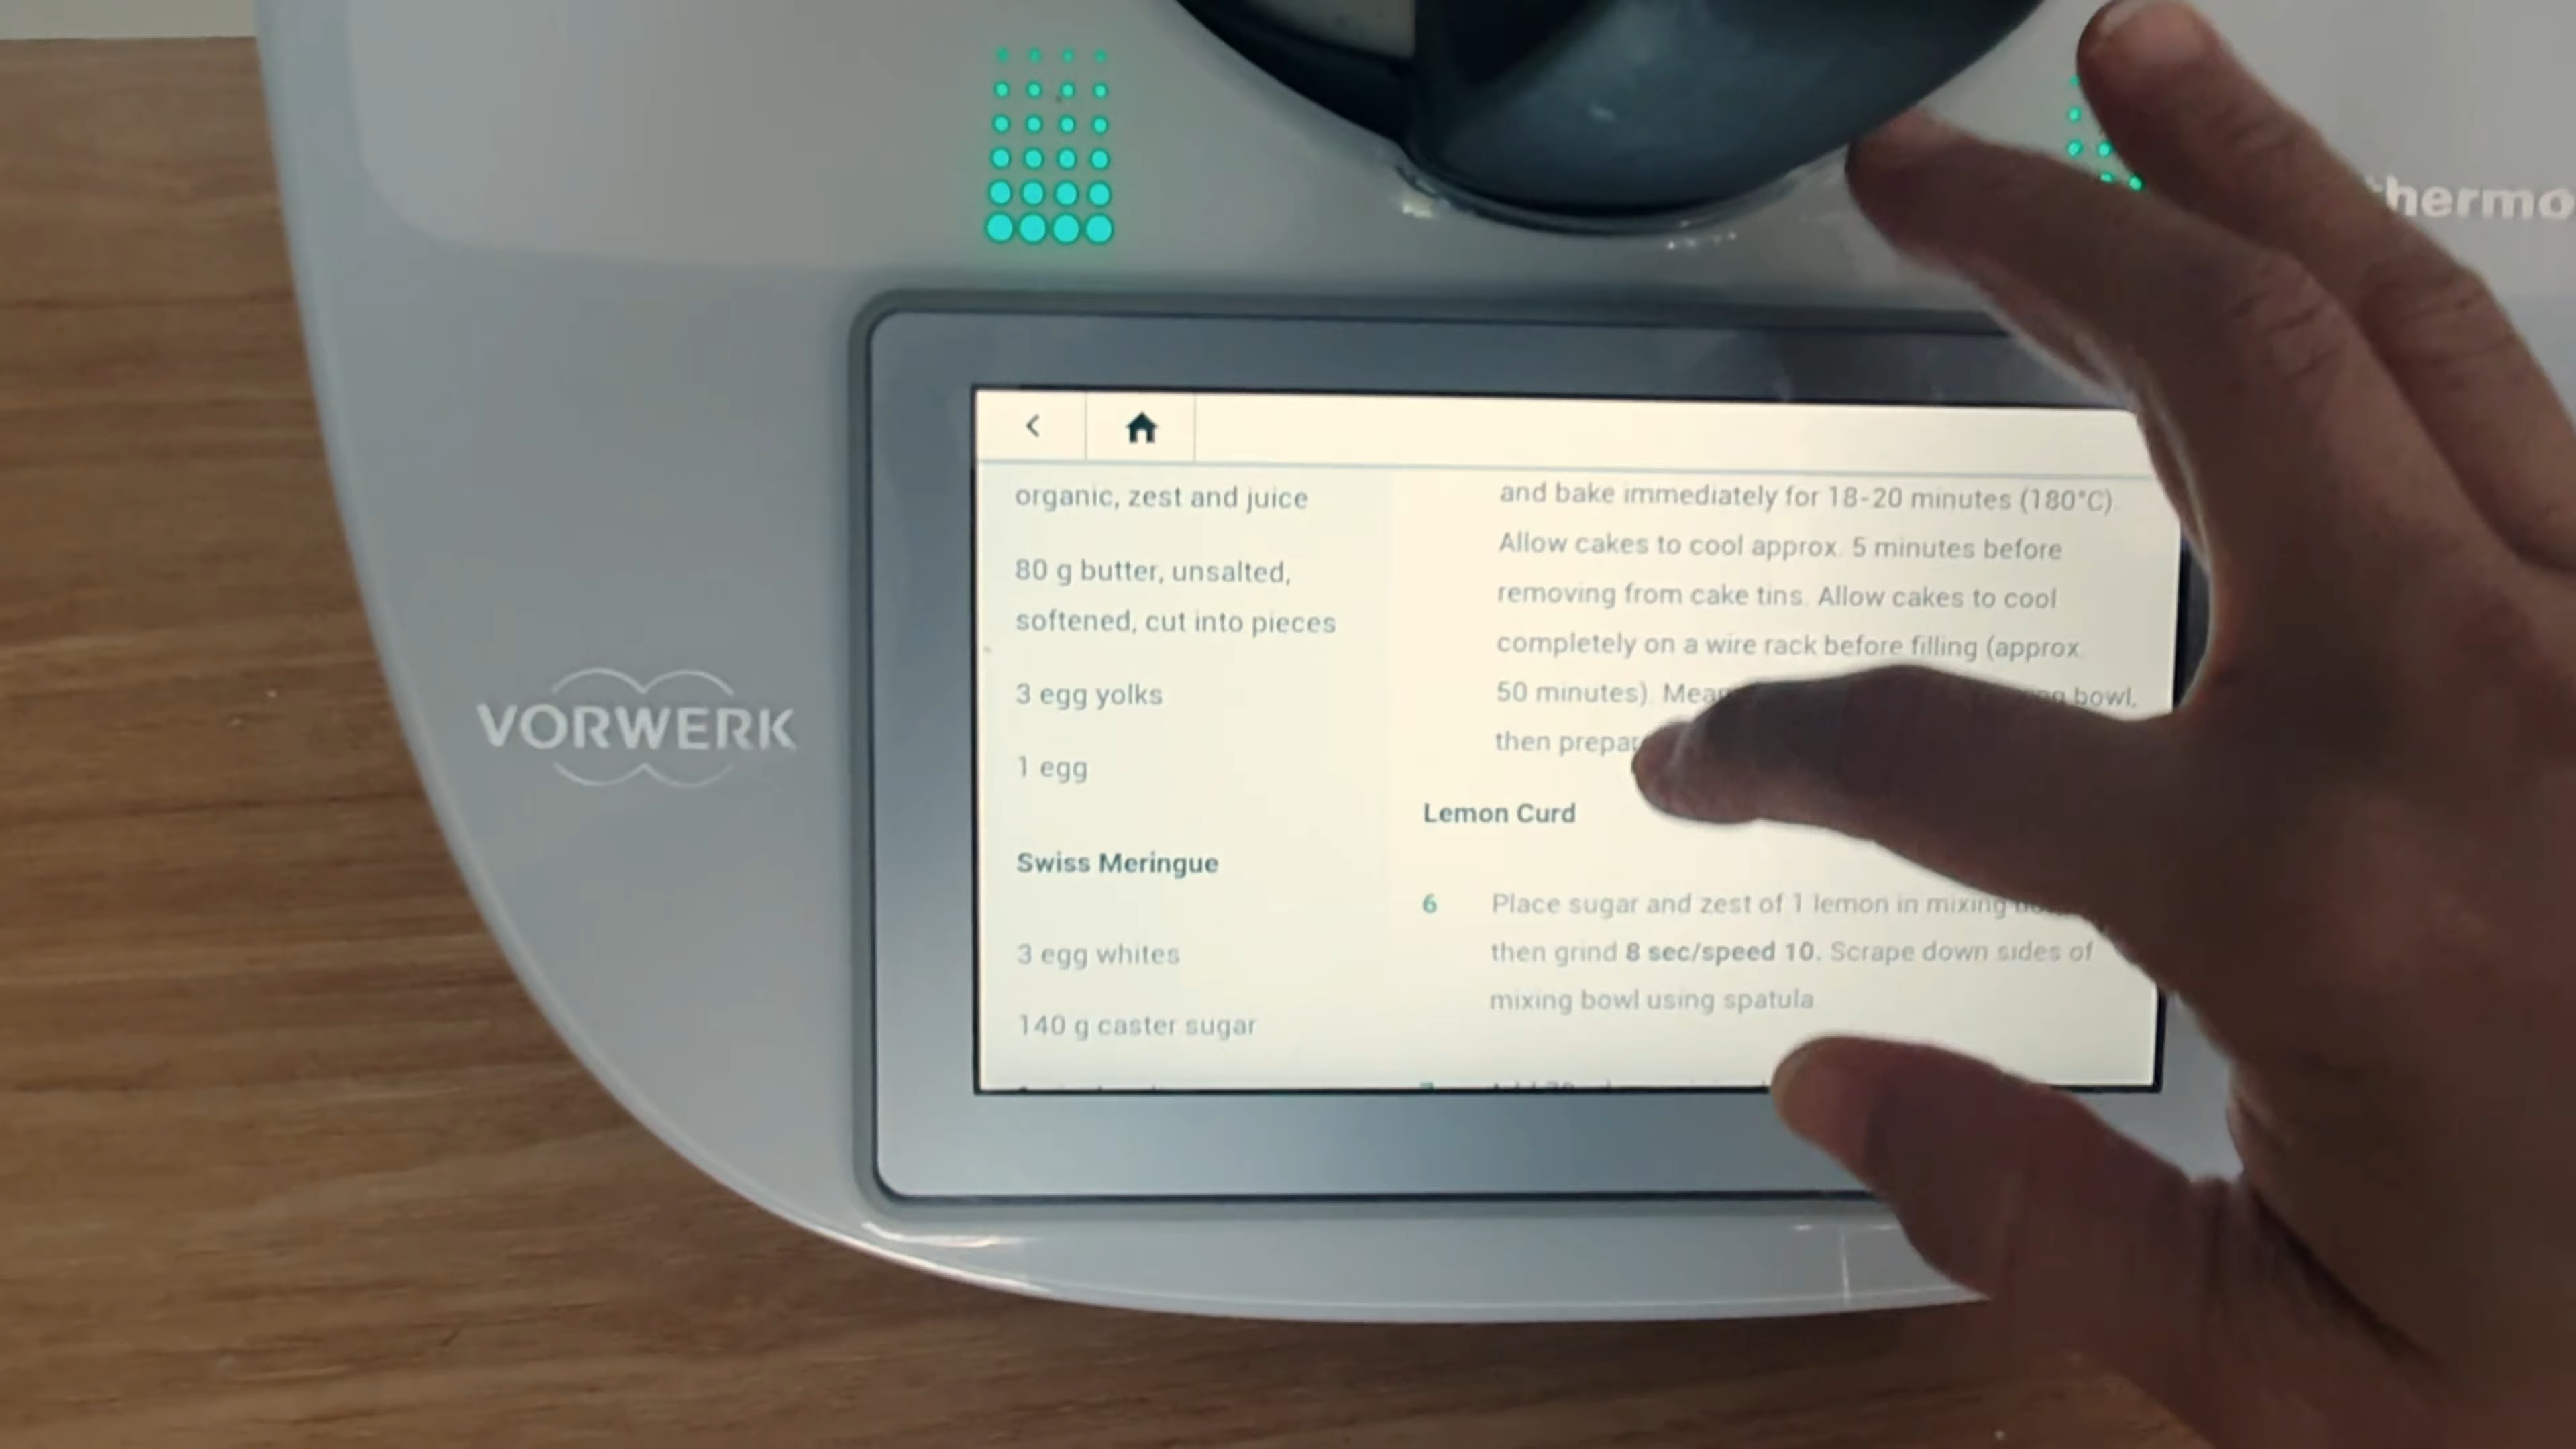 thermo
VORWERK
organic, zest and juice
80 g butter, unsalted,
softened, cut into pieces
3 egg yolks
1 egg
Swiss Meringue
3 egg whites
140 g caster sugar
and bake immediately for 18-20 minutes (180°C).
Allow cakes to cool approx. 5 minutes before
removing from cake tins. Allow cakes to cool
completely on a wire rack before filling (approx.
50 minutes). bowl,
then
Lemon Curd
6 Place sugar and zest of 1 lemon in mixing
then grind 8 sec/speed 10. Scrape down sides of
mixing bowl using spatula